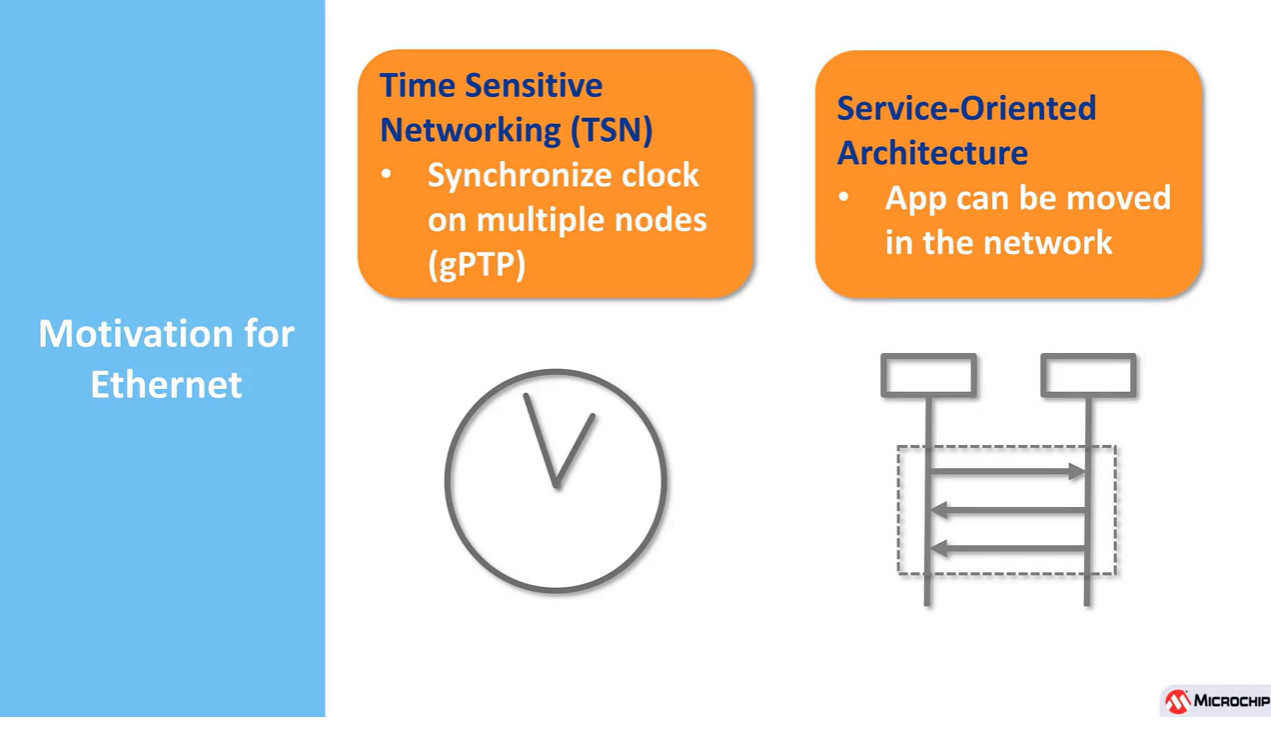 Motivation for
Ethernet
Time Sensitive
Networking (TSN)
• Synchronize clock
on multiple nodes
(gPTP)
Service-Oriented
Architecture
• App can be moved
in the network
MICROCHIP